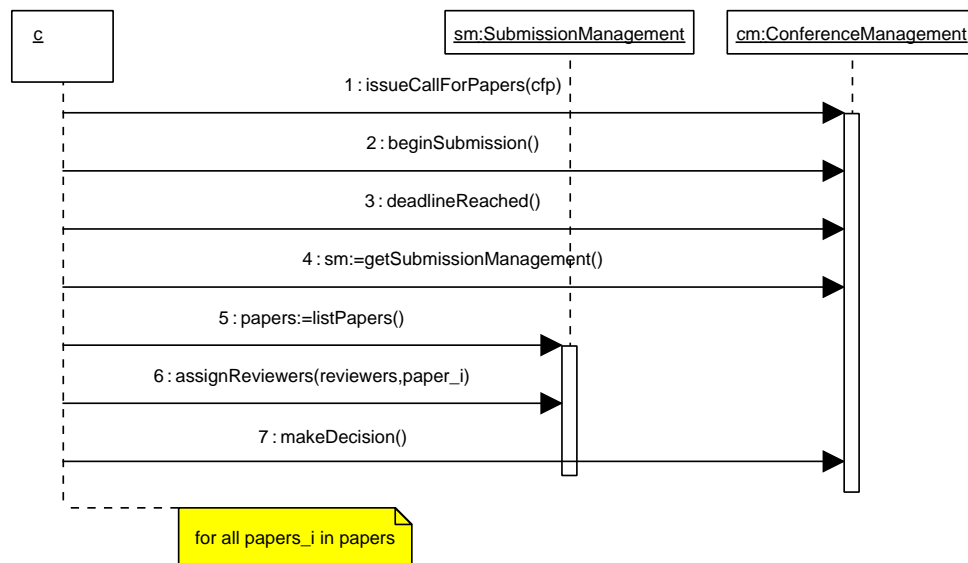 c
sm:SubmissionManagement
cm:ConferenceManagement
1 : issueCallForPapers(cfp)
2 : beginSubmission()
3 : deadlineReached()
4 : sm:=getSubmissionManagement()
5 : papers:=listPapers()
6 : assignReviewers(reviewers,paper_i)
7 : makeDecision()
for all papers_i in papers